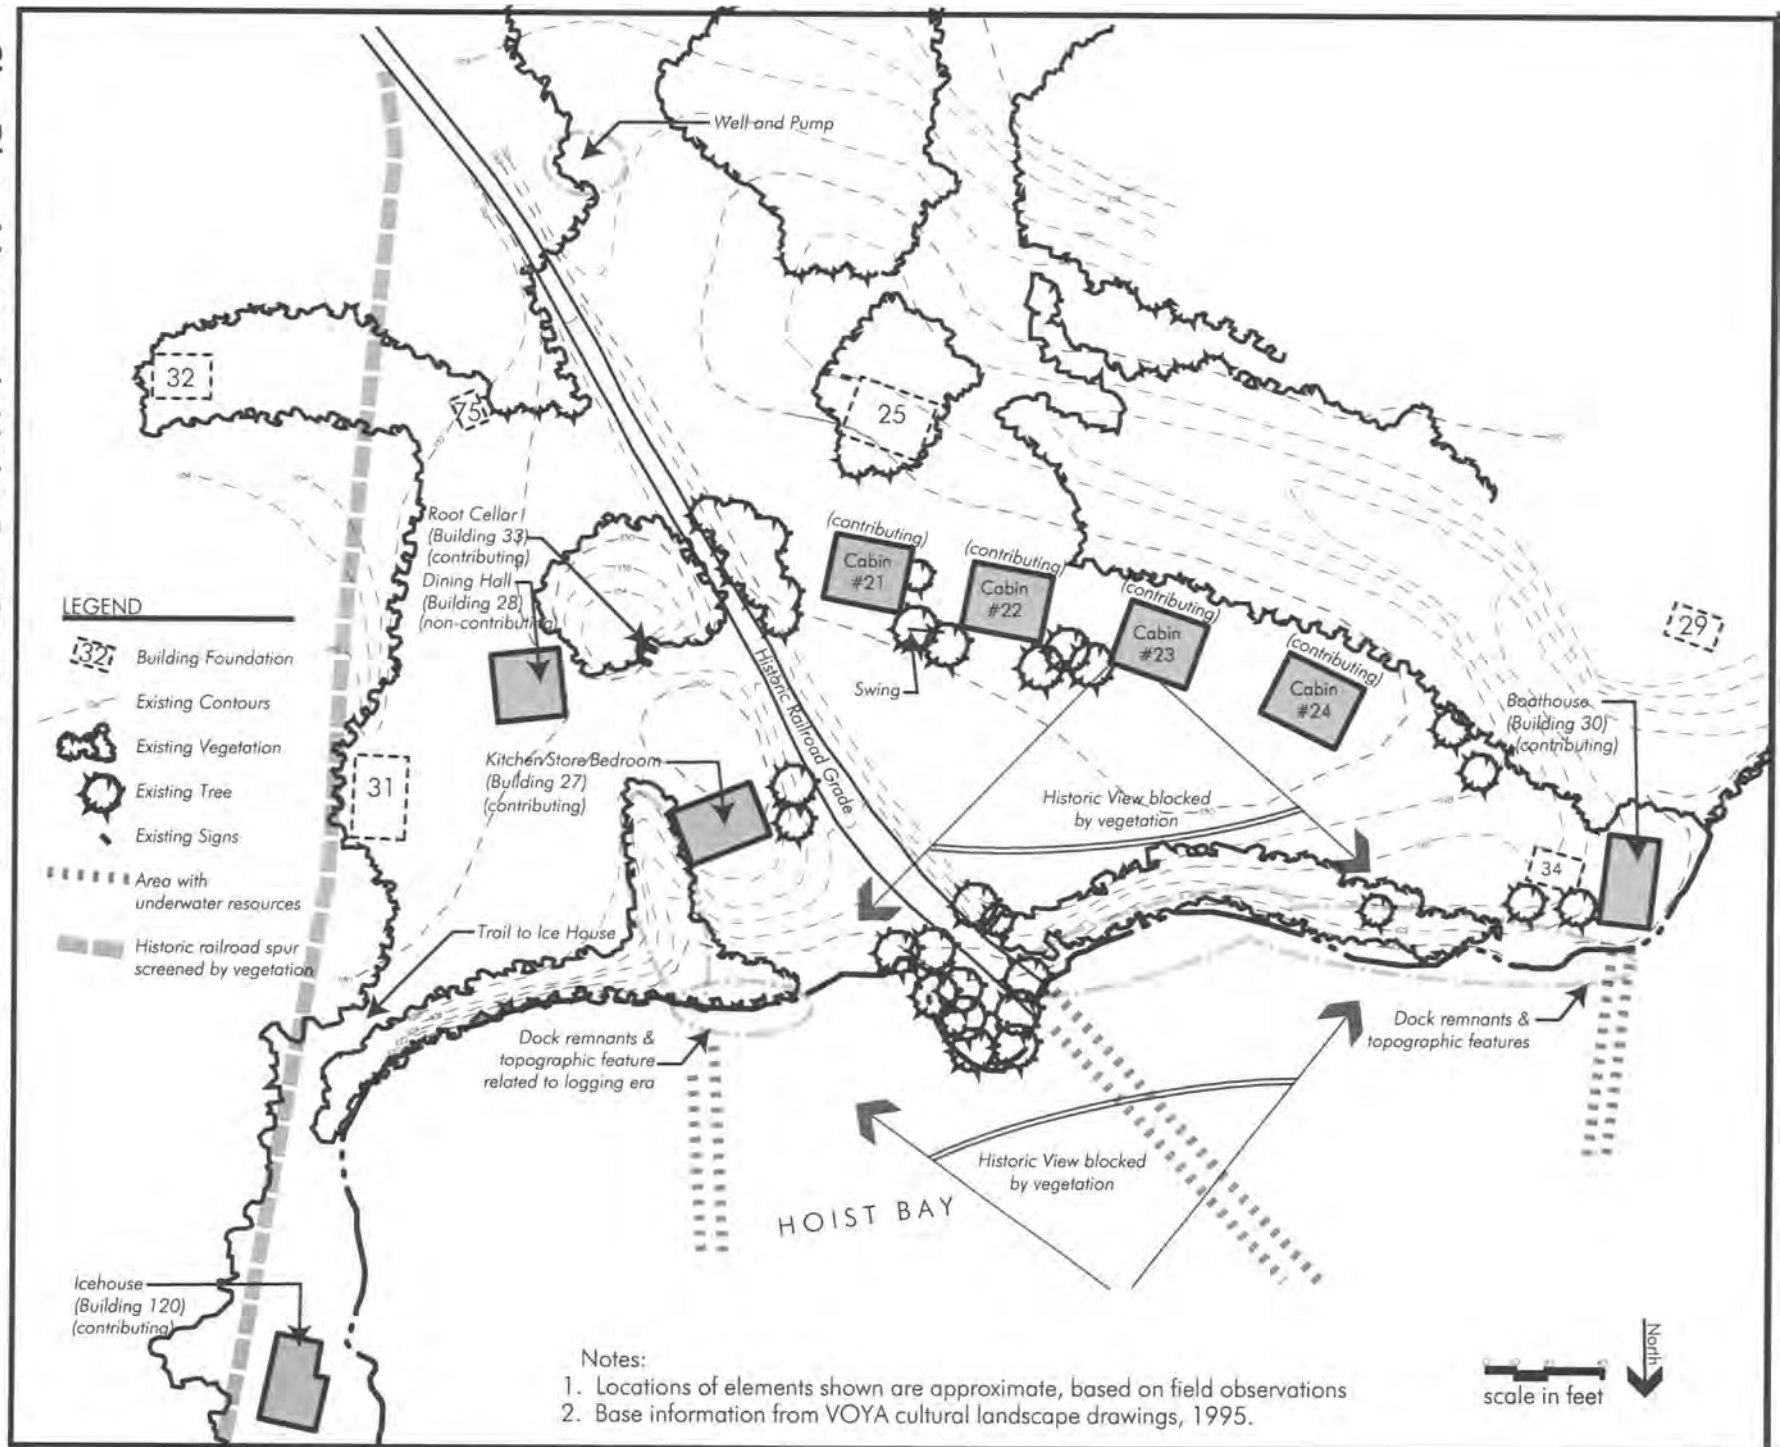 Well and Pump
32
75
25
Root Cellar
(Building 33)
(contributing)
Dining Hall
(Building 28)
(non-contributing)
(contributing)
Cabin
#21
(contributing)
Cabin
#22
(contributing)
Cabin
#23
(contributing)
Cabin
#24
29
Swing
Historic Railroad Grade
Boathouse
(Building 30)
(contributing)
LEGEND
32 Building Foundation
Existing Contours
Existing Vegetation
Existing Tree
Existing Signs
Area with
underwater resources
Historic railroad spur
screened by vegetation
31
Kitchen/Store/Bedroom
(Building 27)
(contributing)
Historic View blocked
by vegetation
34
Trail to Ice House
Dock remnants &
topographic feature
related to logging era
Dock remnants &
topographic features
Historic View blocked
by vegetation
HOIST BAY
Icehouse
(Building 120)
(contributing)
Notes:
1. Locations of elements shown are approximate, based on field observations
2. Base information from VOYA cultural landscape drawings, 1995.
scale in feet
North